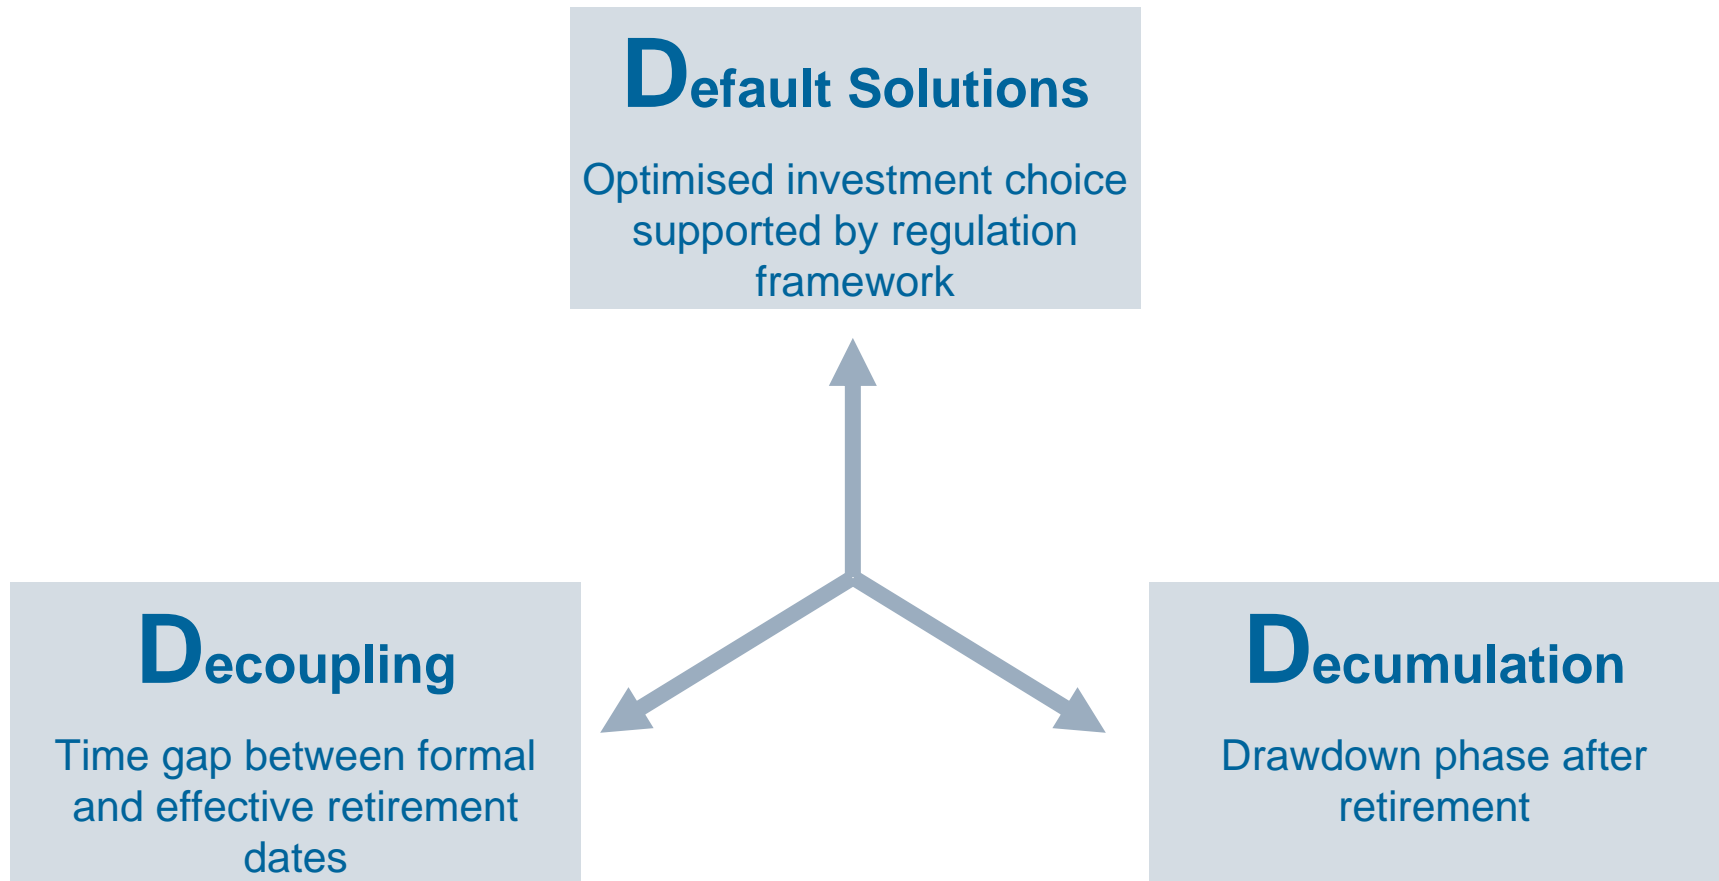 Default Solutions
Optimised investment choice
supported by regulation
framework
Decoupling
Time gap between formal
and effective retirement
dates
Decumulation
Drawdown phase after
retirement